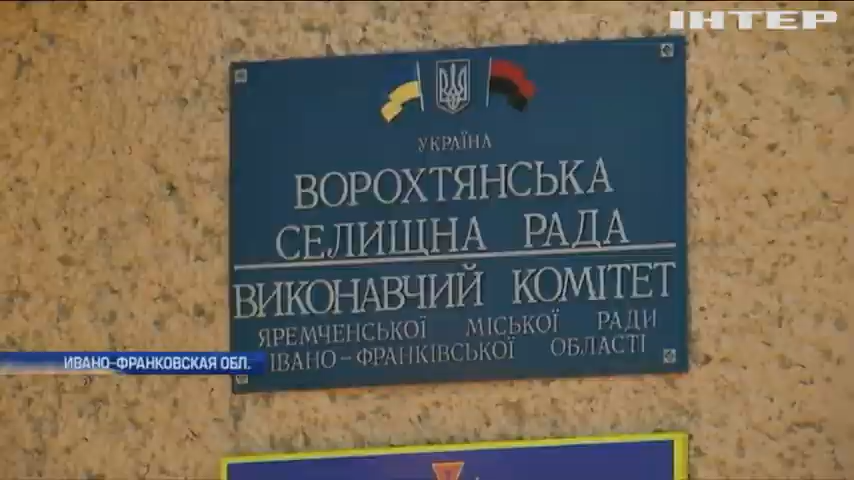 ІНТЕР
УКРАЇНА
ВОРОХТЯНСЬКА
СЕЛИЩНА РАДА
ВИКОНАВЧИЙ КОМІТЕТ
ЯРЕМЧЕНСЬКОЇ МІСЬКОЇ РАДИ
ІВАНО-ФРАНКІВСЬКОЇ ОБЛАСТІ
ИВАНО-ФРАНКОВСКАЯ ОБЛ.